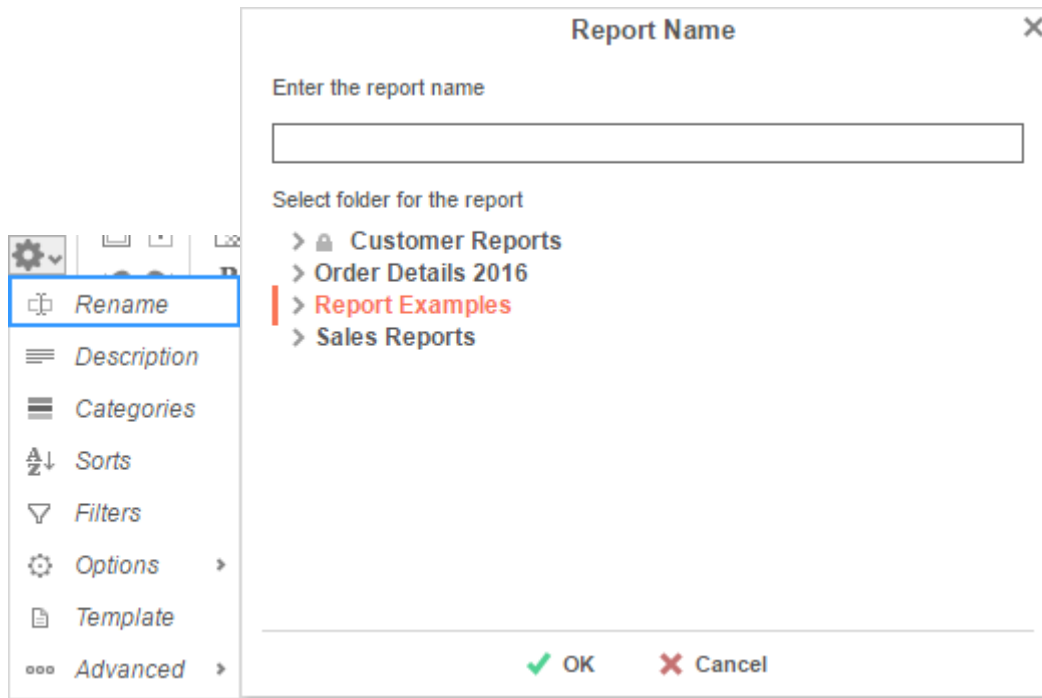 Report Name
Enter the report name
Select folder for the report
Customer Reports
Order Details 2016
Report Examples
Sales Reports
OK Cancel
Rename
Description
Categories
Sorts
Filters
Options
Template
Advanced